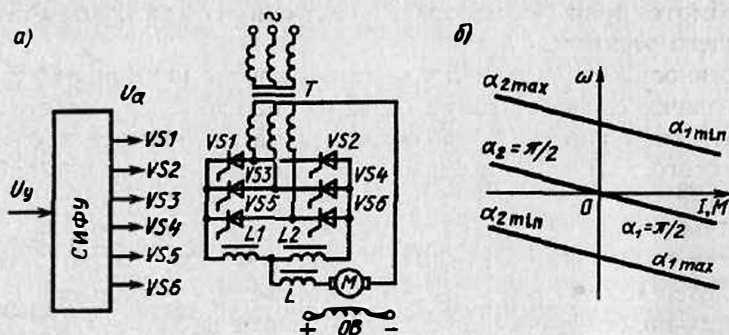 а)
~
T
Uα
Uу
СИФУ
VS1
VS2
VS3
VS4
VS5
VS6
VS1
VS2
VS3
VS4
VS5
VS6
L1
L2
L
М
+ ОВ −
б)
ω
α2max
α1min
α2=π/2
0
I,M
α1=π/2
α2min
α1max